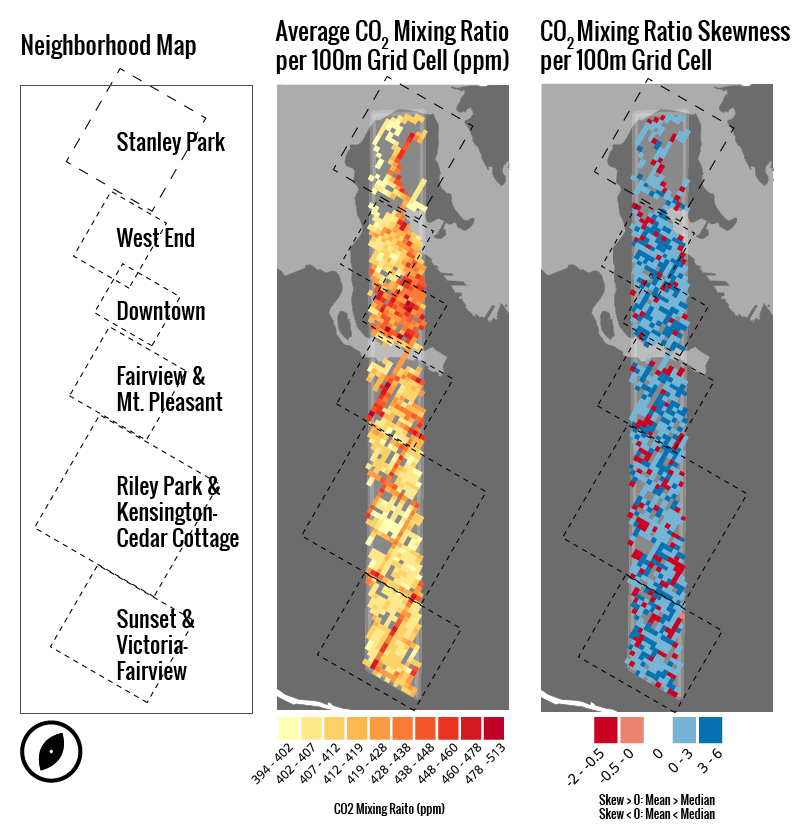 Neighborhood Map
Stanley Park
West End
Downtown
Fairview &
Mt. Pleasant
Riley Park &
Kensington-
Cedar Cottage
Sunset &
Victoria-
Fairview
Average CO2 Mixing Ratio
per 100m Grid Cell (ppm)
394 - 402
402 - 407
407 - 412
412 - 419
419 - 428
428 - 438
438 - 448
448 - 460
460 - 478
478 -513
CO2 Mixing Raito (ppm)
CO2 Mixing Ratio Skewness
per 100m Grid Cell
-2 - -0.5
-0.5 - 0
0
0 - 3
3 - 6
Skew > 0: Mean > Median
Skew < 0: Mean < Median